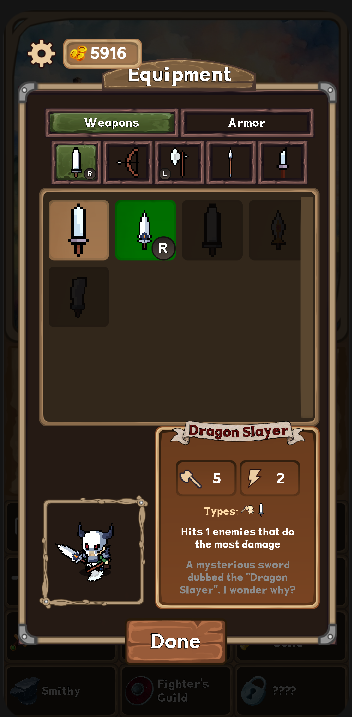 5916
Equipment
Weapons
Armor
R
L
R
Dragon Slayer
5
2
Types:
Hits 1 enemies that do
the most damage
A mysterious sword
dubbed the "Dragon
Slayer". I wonder why?
Done
Smithy
Fighter's
Guild
????